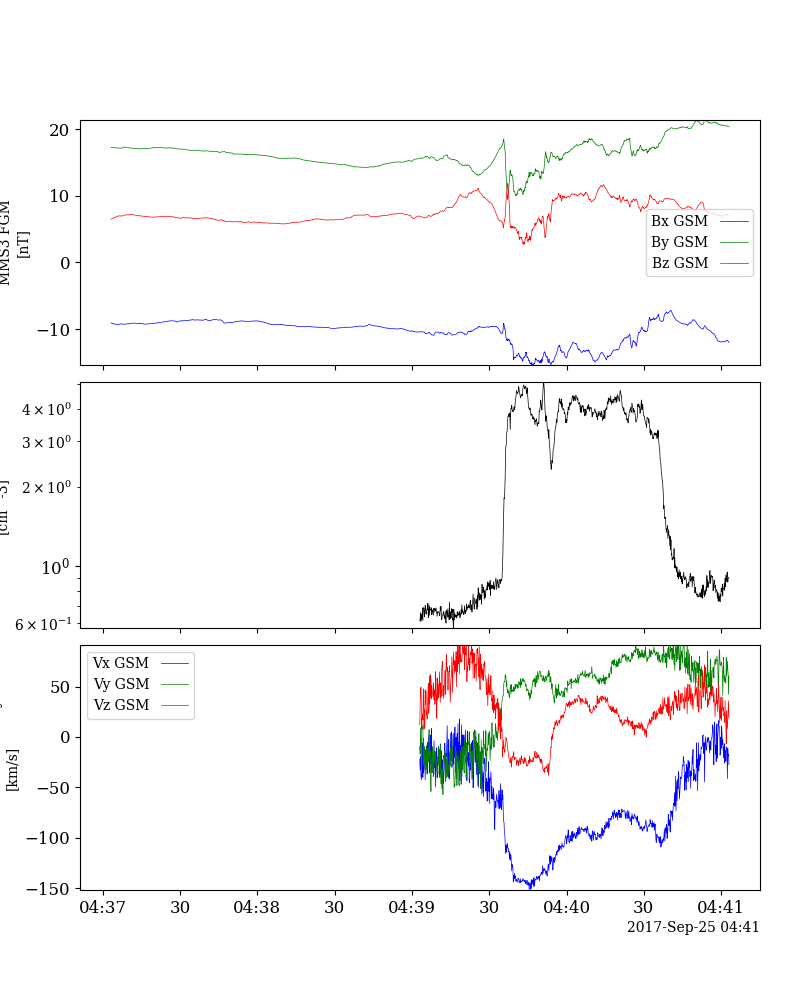 20
10
0
−10
MMS3 FGM
[nT]
Bx GSM
By GSM
Bz GSM
4 × 10⁰
3 × 10⁰
2 × 10⁰
10⁰
6 × 10⁻¹
50
0
−50
−100
−150
[km/s]
Vx GSM
Vy GSM
Vz GSM
04:37 30 04:38 30 04:39 30 04:40 30 04:41
2017-Sep-25 04:41